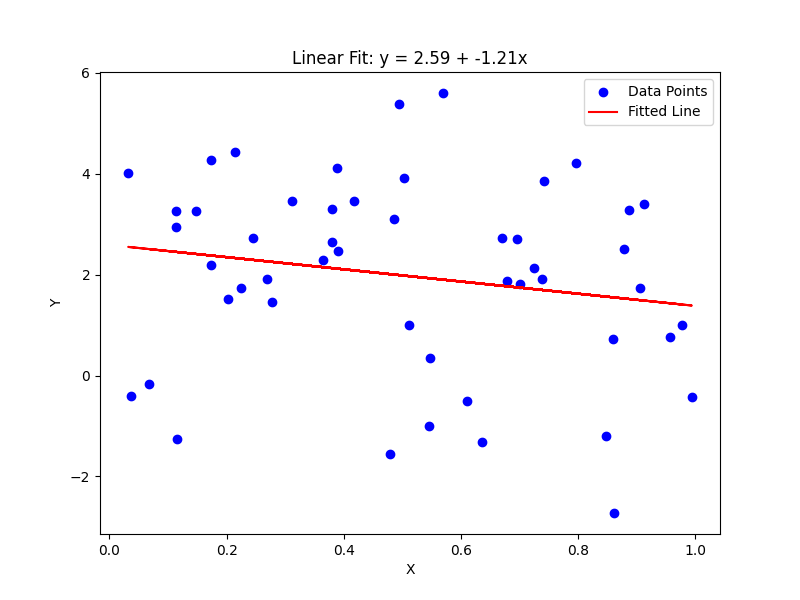 Linear Fit: y = 2.59 + -1.21x
Data Points
Fitted Line
6
4
2
0
−2
Y
0.0 0.2 0.4 0.6 0.8 1.0
X